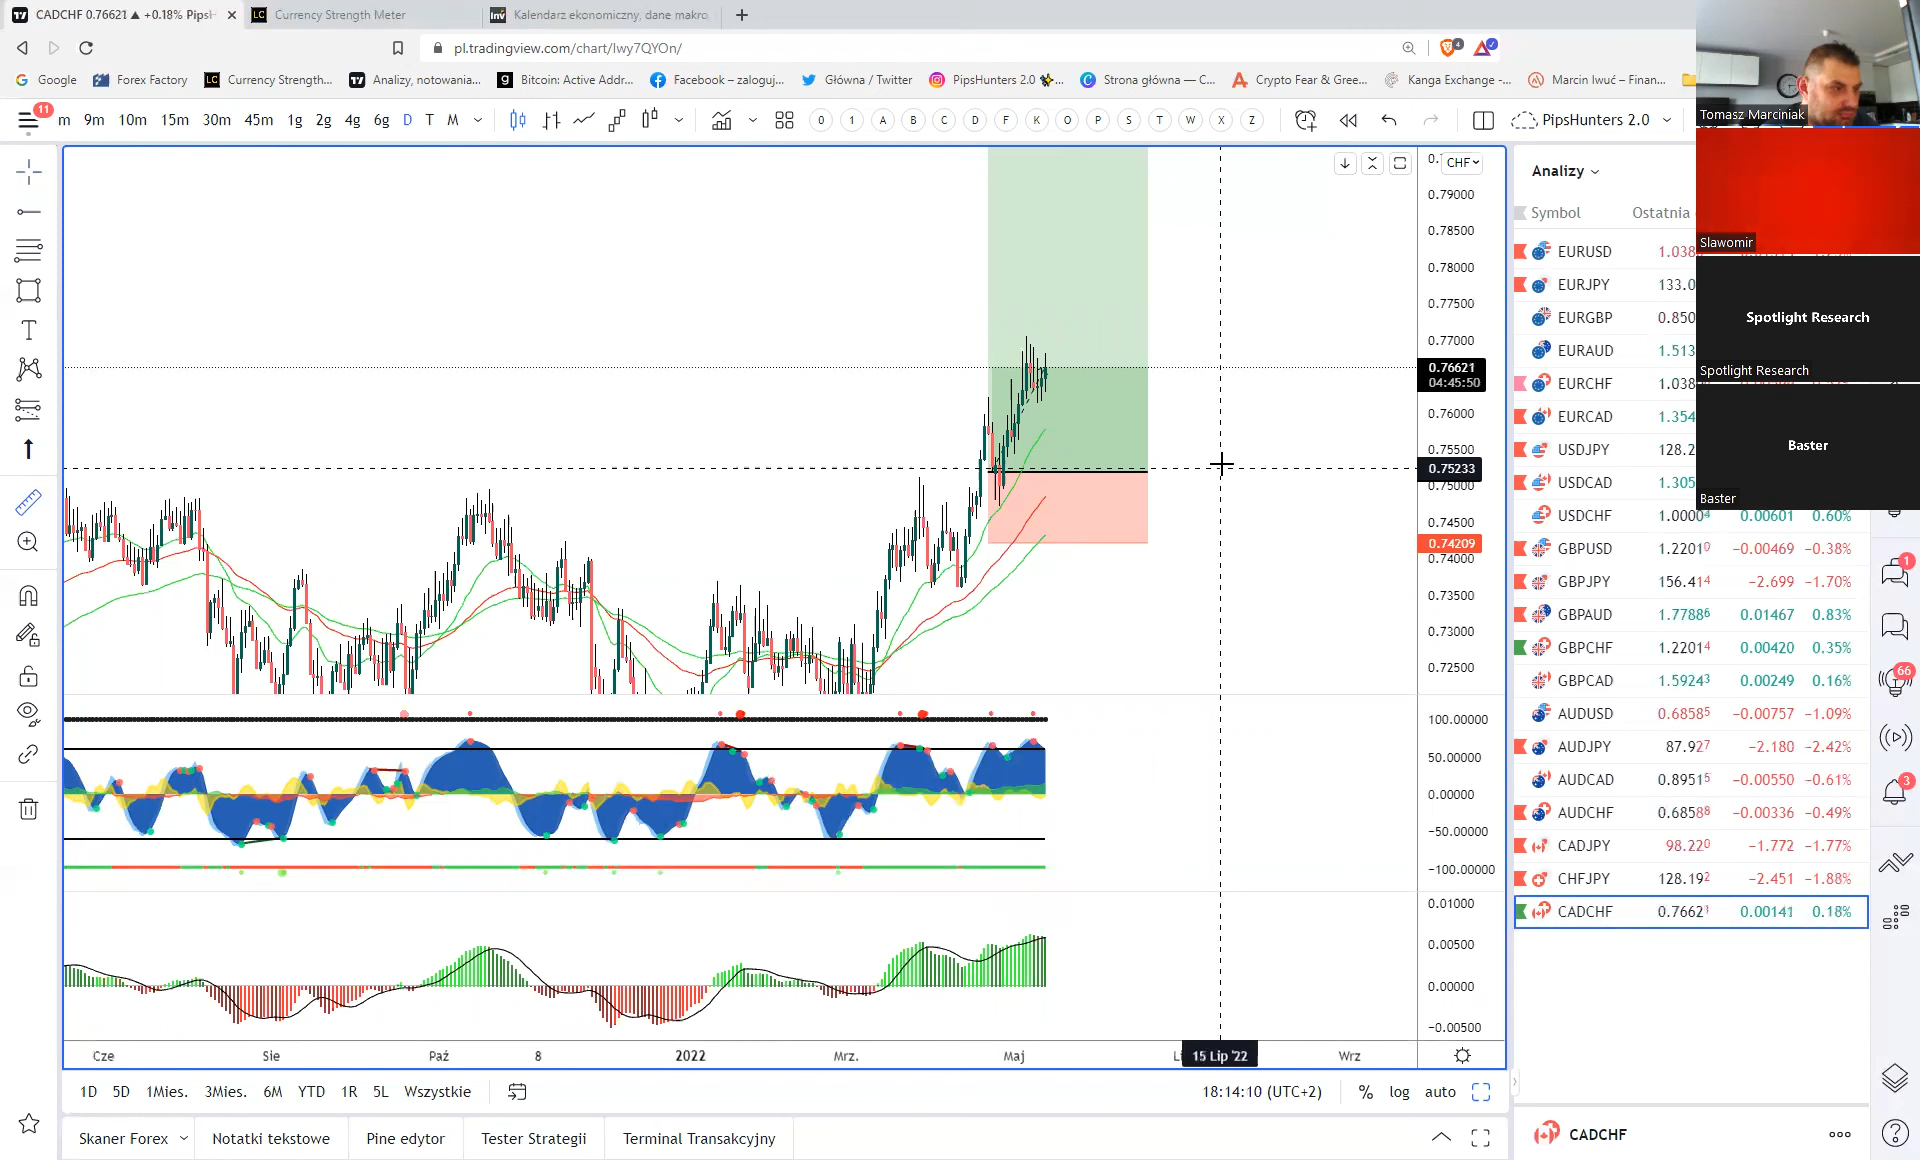 CADCHF 0.76621 ▲ +0.18% PipsH
Currency Strength Meter
Kalendarz ekonomiczny, dane makro,
pl.tradingview.com/chart/lwy7QYOn/
Google
Forex Factory
Currency Strength...
Analizy, notowania...
Bitcoin: Active Addr...
Facebook – zaloguj...
Główna / Twitter
PipsHunters 2.0
Strona główna — C...
Crypto Fear & Gree...
Kanga Exchange -...
Marcin Iwuć – Finan...
11
m 9m 10m 15m 30m 45m 1g 2g 4g 6g D T M
0 1 A B C D F K O P S T W X Z
PipsHunters 2.0
Tomasz Marciniak
Slawomir
Spotlight Research
Spotlight Research
Baster
Baster
CHF
0.79000
0.78500
0.78000
0.77500
0.77000
0.76621
04:45:50
0.76000
0.75500
0.75233
0.75000
0.74500
0.74209
0.74000
0.73500
0.73000
0.72500
100.00000
50.00000
0.00000
−50.00000
−100.00000
0.01000
0.00500
0.00000
−0.00500
Cze Sie Paź 8 2022 Mrz. Maj 15 Lip '22 Wrz
1D 5D 1Mies. 3Mies. 6M YTD 1R 5L Wszystkie
18:14:10 (UTC+2) % log auto
Skaner Forex Notatki tekstowe Pine edytor Tester Strategii Terminal Transakcyjny
Analizy
Symbol Ostatnia
EURUSD 1.038
EURJPY 133.0
EURGBP 0.850
EURAUD 1.513
EURCHF 1.038
EURCAD 1.354
USDJPY 128.2
USDCAD 1.305
USDCHF 1.00004 0.00601 0.60%
GBPUSD 1.22010 −0.00469 −0.38%
GBPJPY 156.414 −2.699 −1.70%
GBPAUD 1.77886 0.01467 0.83%
GBPCHF 1.22014 0.00420 0.35%
GBPCAD 1.59243 0.00249 0.16%
AUDUSD 0.68585 −0.00757 −1.09%
AUDJPY 87.927 −2.180 −2.42%
AUDCAD 0.89515 −0.00550 −0.61%
AUDCHF 0.68588 −0.00336 −0.49%
CADJPY 98.220 −1.772 −1.77%
CHFJPY 128.192 −2.451 −1.88%
CADCHF 0.76621 0.00141 0.18%
1
66
3
CADCHF